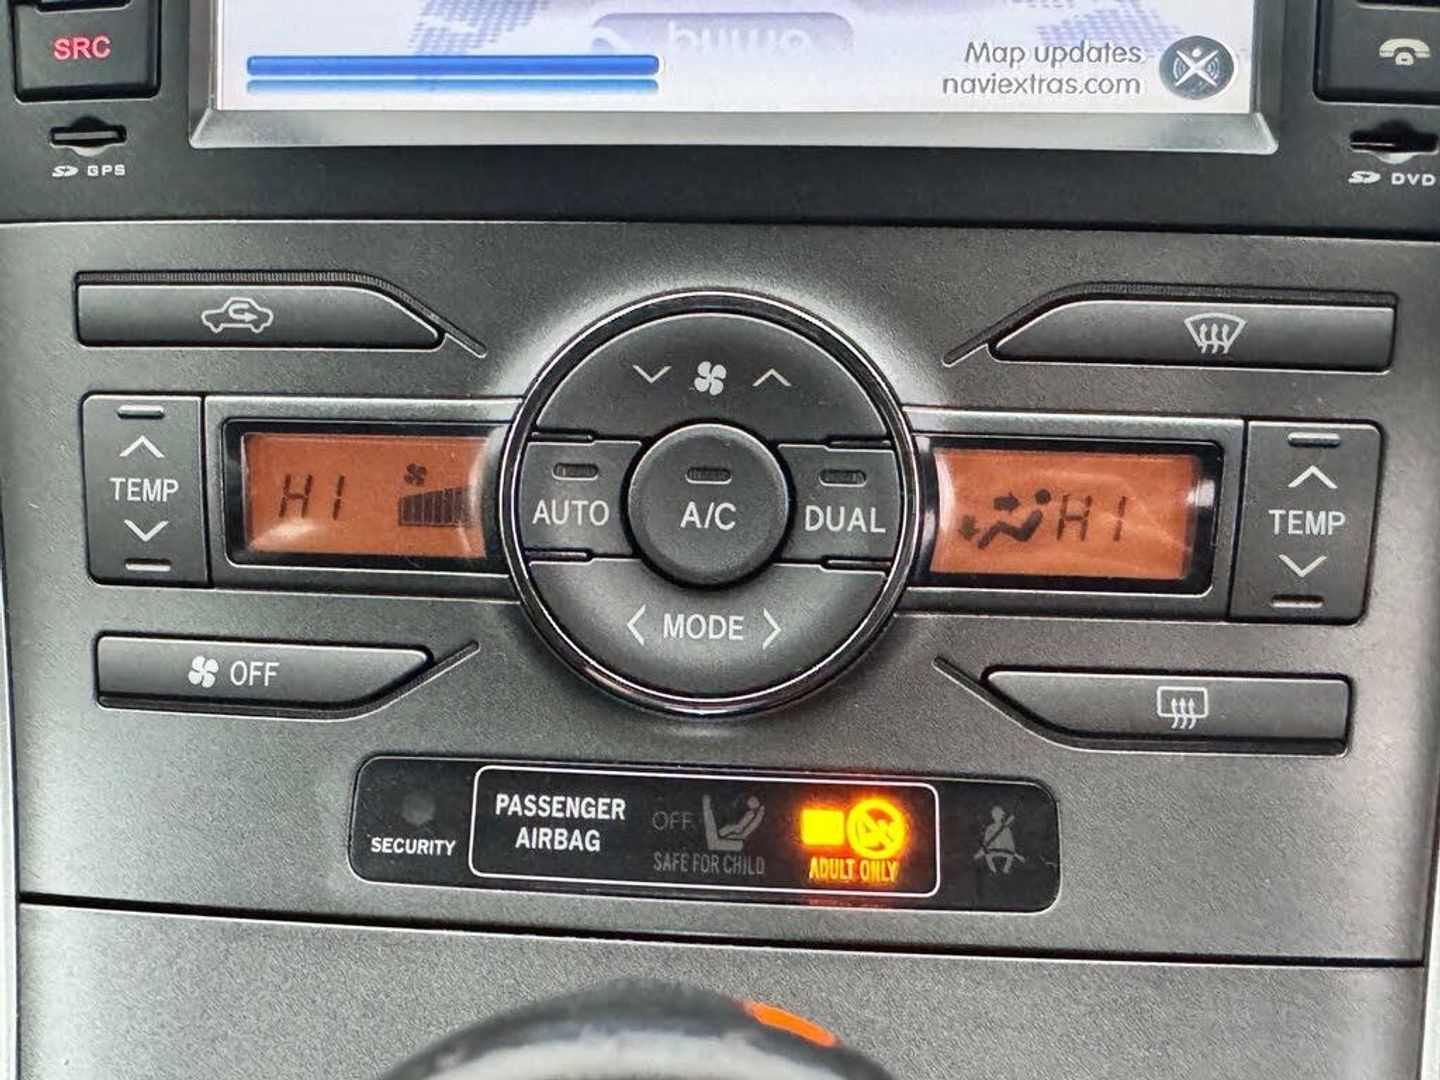 SRC
Map updates
naviextras.com
GPS
DVD
TEMP
HI
AUTO
A/C
DUAL
HI
TEMP
MODE
OFF
SECURITY
PASSENGER
AIRBAG
OFF
SAFE FOR CHILD
ADULT ONLY